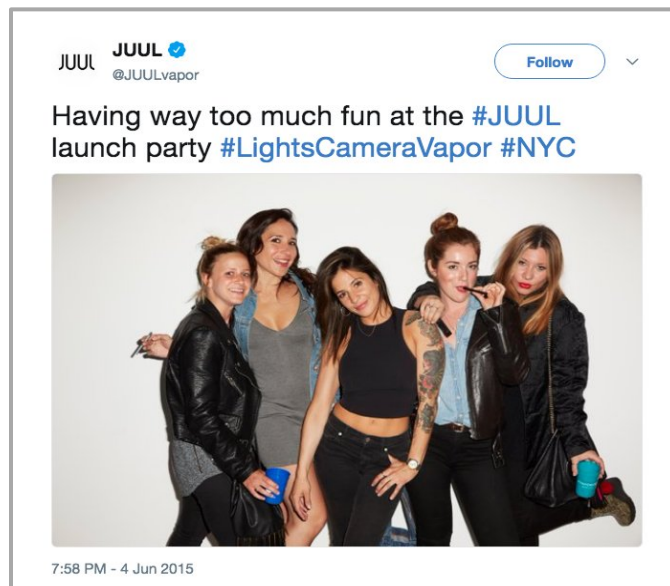 JUUL
JUUL
@JUULvapor
Follow
Having way too much fun at the #JUUL
launch party #LightsCameraVapor #NYC
7:58 PM - 4 Jun 2015